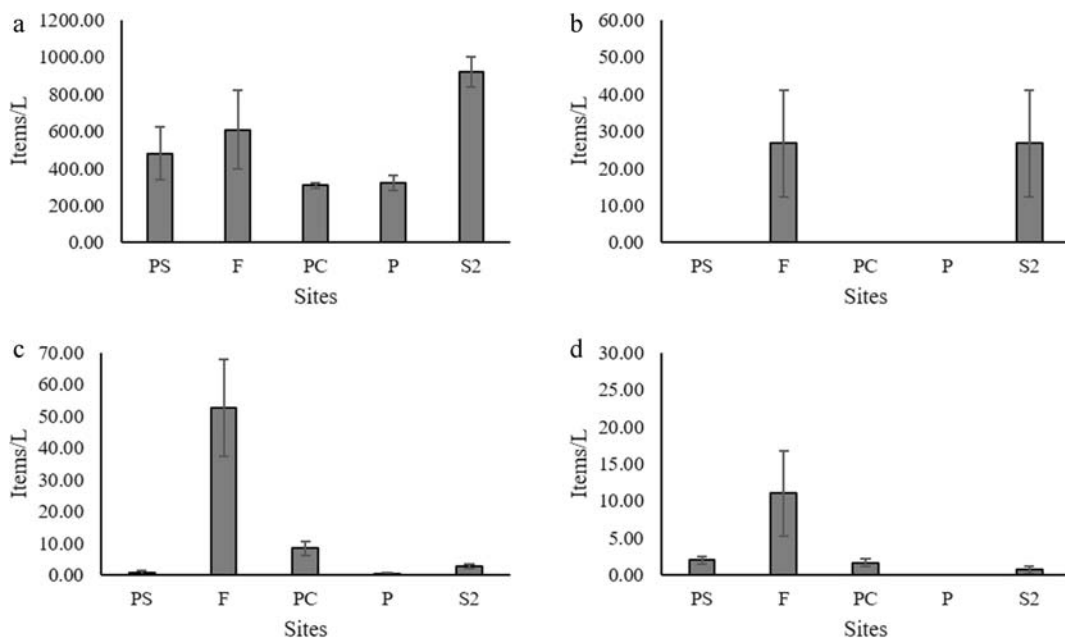 a
1200.00
1000.00
800.00
600.00
400.00
200.00
0.00
Items/L
PS F PC P S2
Sites
b
60.00
50.00
40.00
30.00
20.00
10.00
0.00
Items/L
PS F PC P S2
Sites
c
70.00
60.00
50.00
40.00
30.00
20.00
10.00
0.00
Items/L
PS F PC P S2
Sites
d
30.00
25.00
20.00
15.00
10.00
5.00
0.00
Items/L
PS F PC P S2
Sites